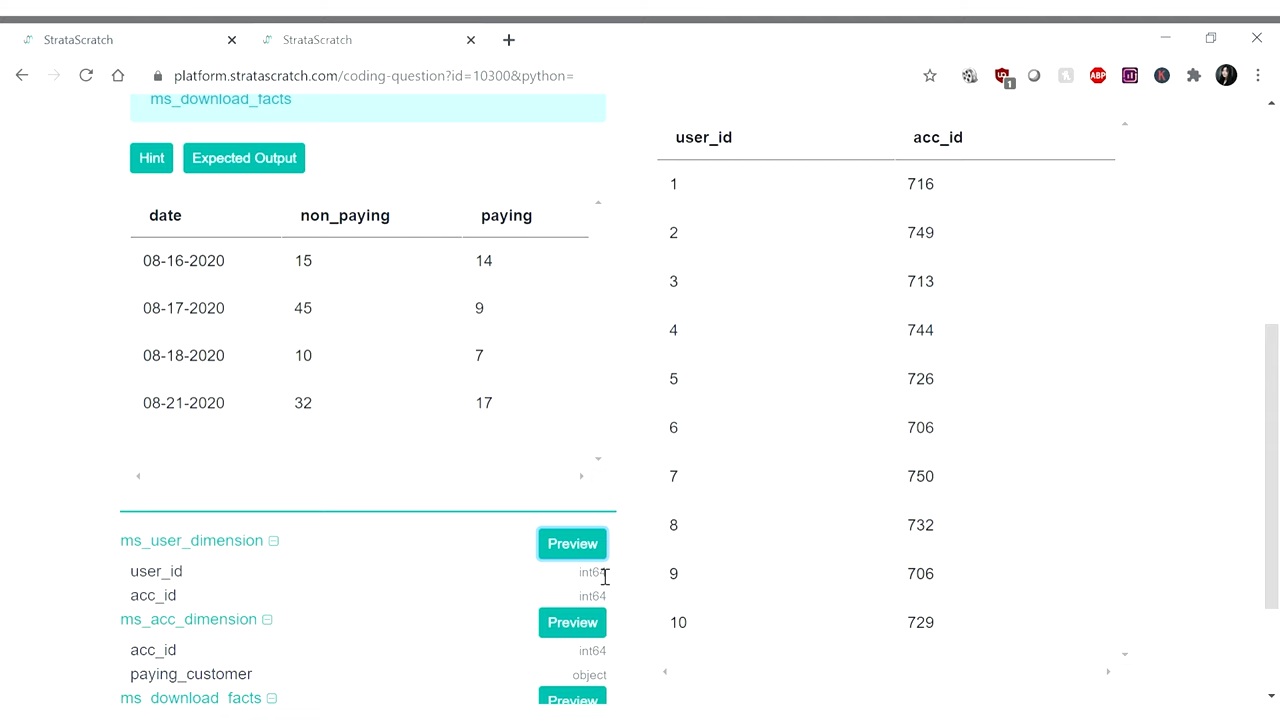 StrataScratch
StrataScratch
platform.stratascratch.com/coding-question?id=10300&python=
1
ABP
K
ms_download_facts
Hint
Expected Output
date non_paying paying
08-16-2020 15 14
08-17-2020 45 9
08-18-2020 10 7
08-21-2020 32 17
ms_user_dimension
Preview
user_id int64
acc_id int64
ms_acc_dimension
Preview
acc_id int64
paying_customer object
ms_download_facts
Preview
user_id acc_id
1 716
2 749
3 713
4 744
5 726
6 706
7 750
8 732
9 706
10 729